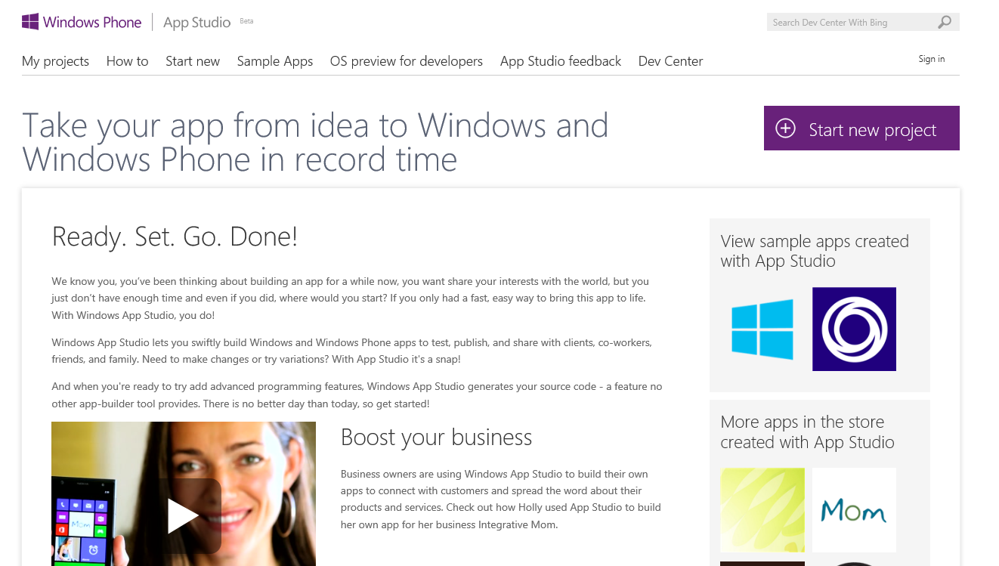 Windows Phone App Studio Beta
Search Dev Center With Bing
My projects How to Start new Sample Apps OS preview for developers App Studio feedback Dev Center
Sign in
Take your app from idea to Windows and
Windows Phone in record time
Start new project
Ready. Set. Go. Done!
We know you, you’ve been thinking about building an app for a while now, you want share your interests with the world, but you
just don’t have enough time and even if you did, where would you start? If you only had a fast, easy way to bring this app to life.
With Windows App Studio, you do!
Windows App Studio lets you swiftly build Windows and Windows Phone apps to test, publish, and share with clients, co-workers,
friends, and family. Need to make changes or try variations? With App Studio it's a snap!
And when you're ready to try add advanced programming features, Windows App Studio generates your source code - a feature no
other app-builder tool provides. There is no better day than today, so get started!
Mom
Boost your business
Business owners are using Windows App Studio to build their own
apps to connect with customers and spread the word about their
products and services. Check out how Holly used App Studio to build
her own app for her business Integrative Mom.
View sample apps created
with App Studio
More apps in the store
created with App Studio
Mom